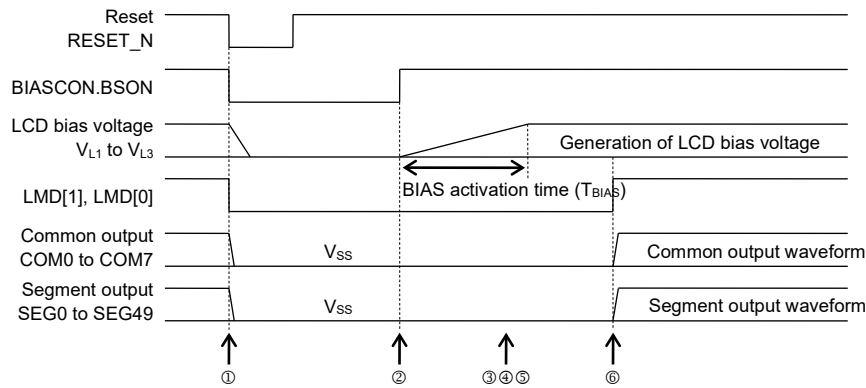 Reset
RESET_N
BIASCON.BSON
LCD bias voltage
VL1 to VL3
Generation of LCD bias voltage
BIAS activation time (TBIAS)
LMD[1], LMD[0]
Common output
COM0 to COM7
VSS
Common output waveform
Segment output
SEG0 to SEG49
VSS
Segment output waveform
① ② ③④⑤ ⑥